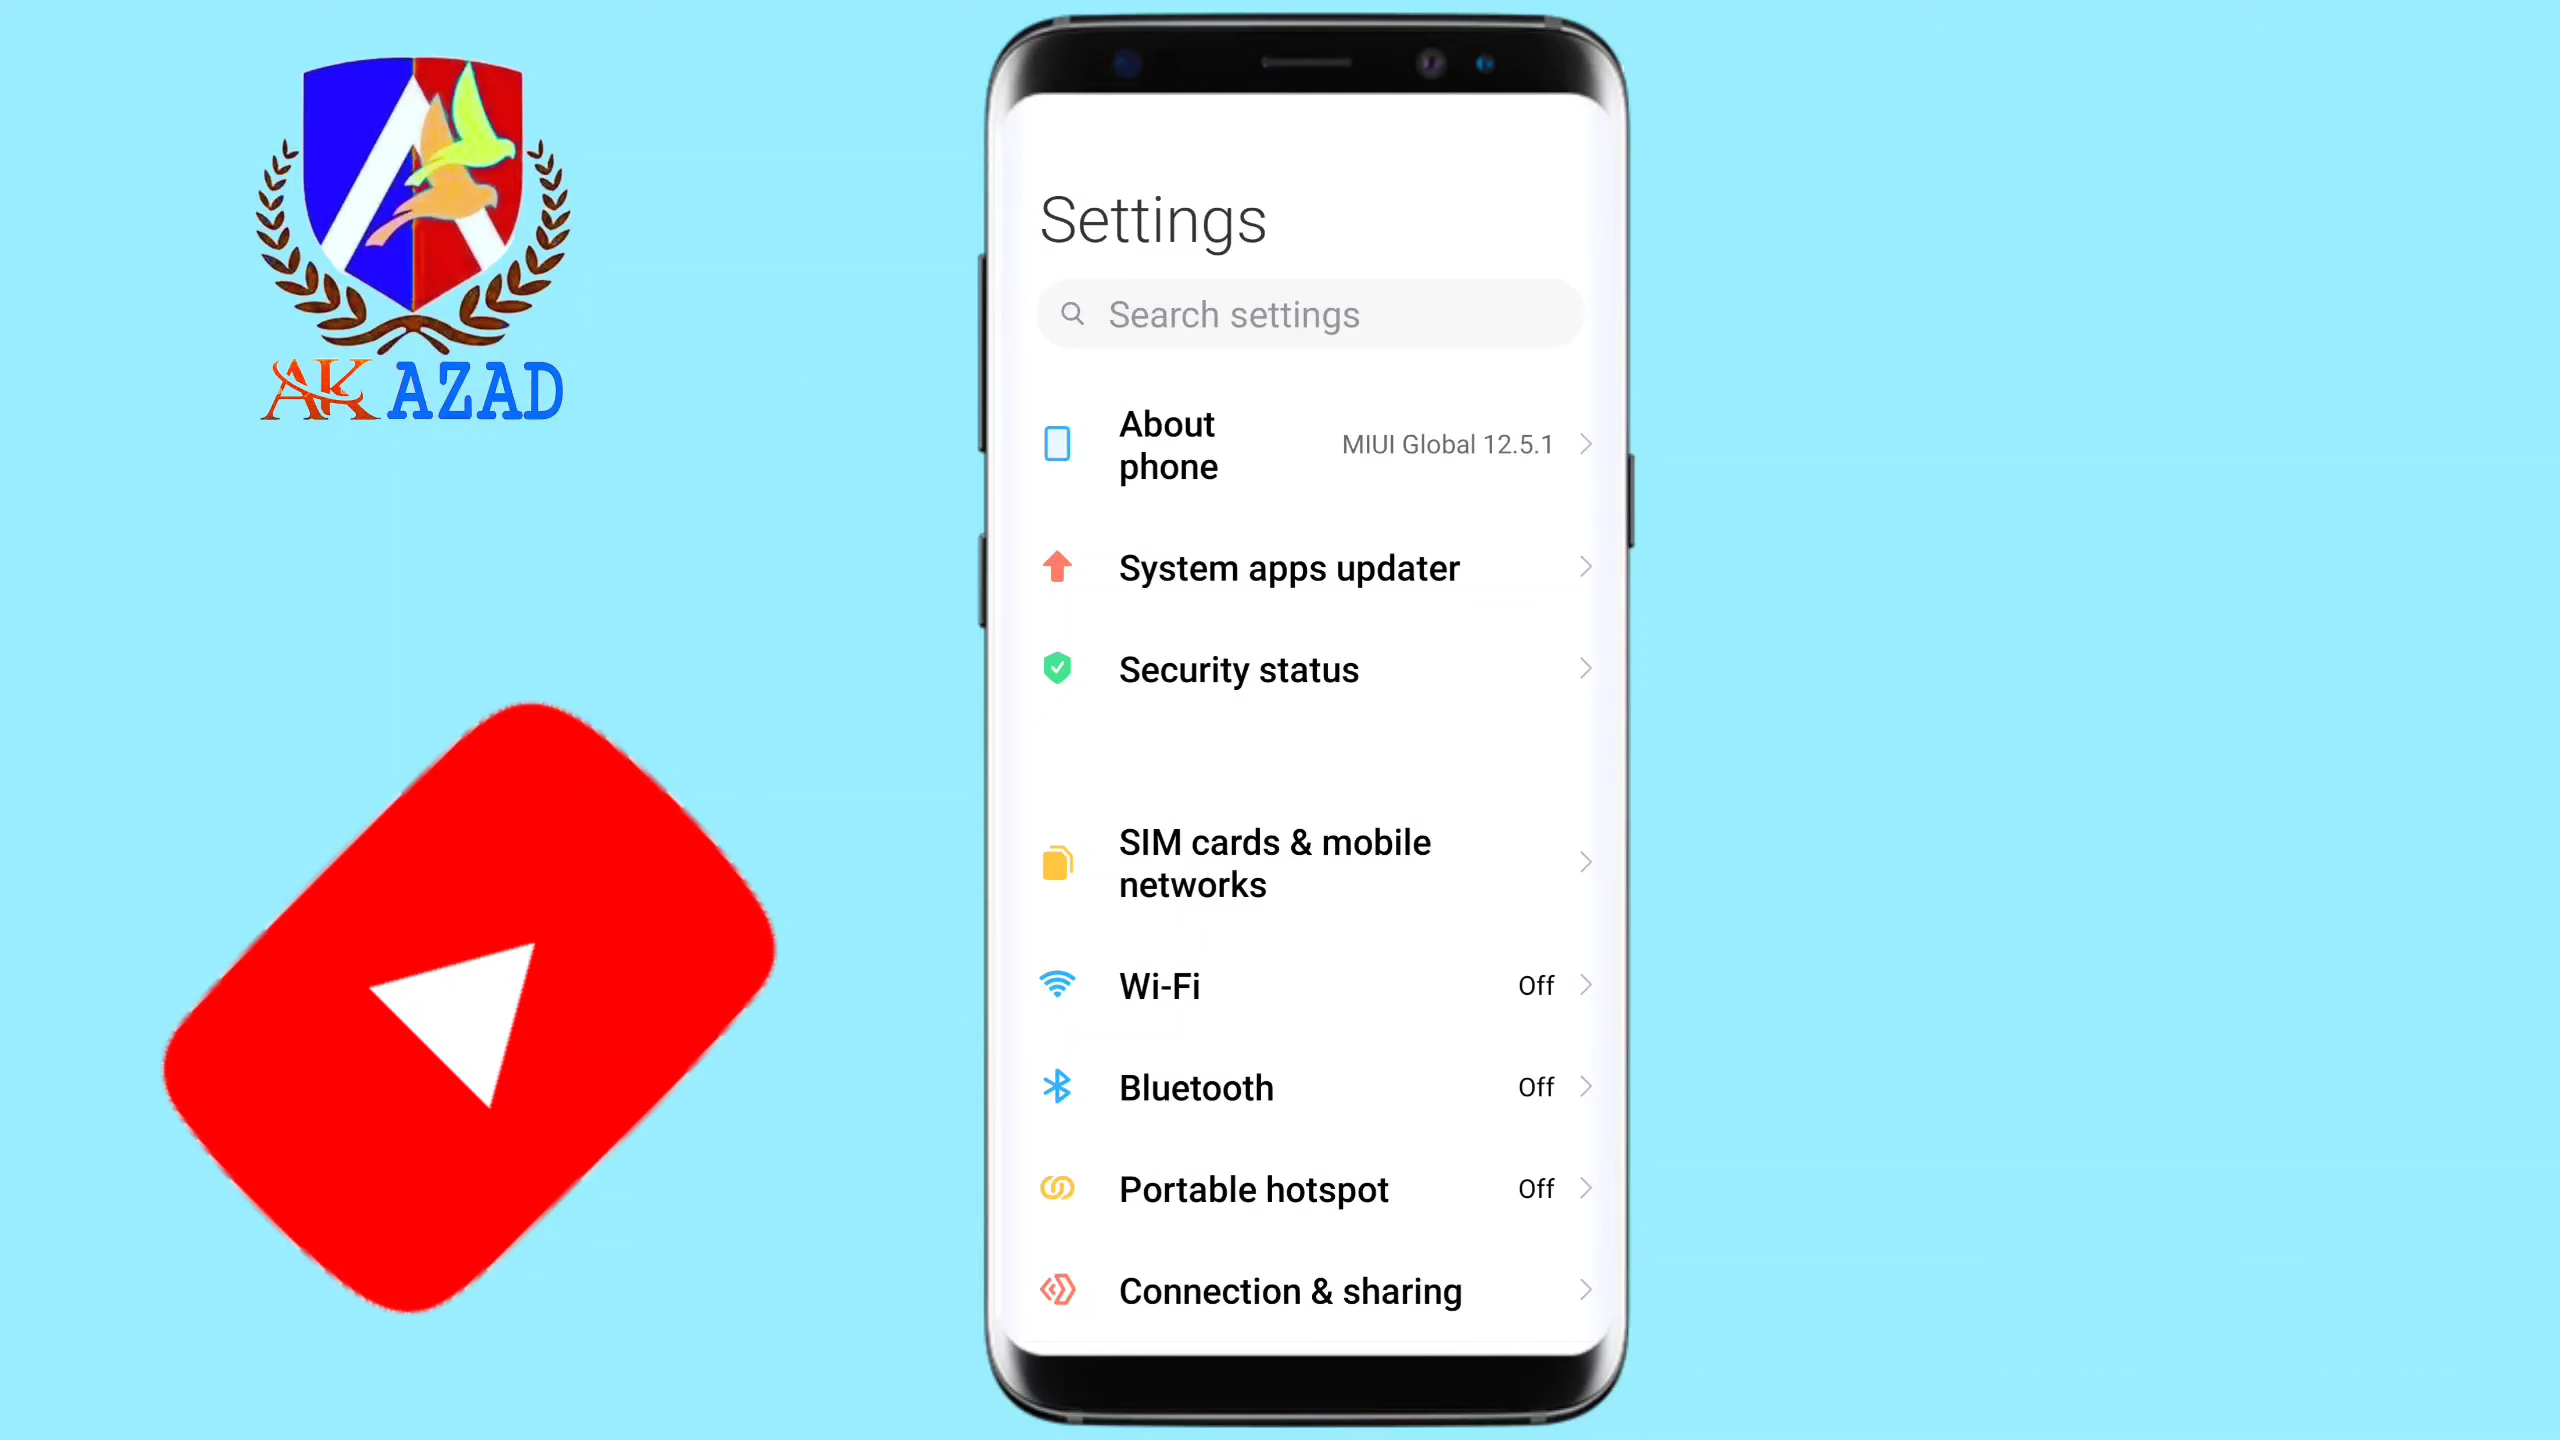 AK AZAD
Settings
Search settings
About
phone
MIUI Global 12.5.1
System apps updater
Security status
SIM cards & mobile
networks
Wi-Fi
Off
Bluetooth
Off
Portable hotspot
Off
Connection & sharing